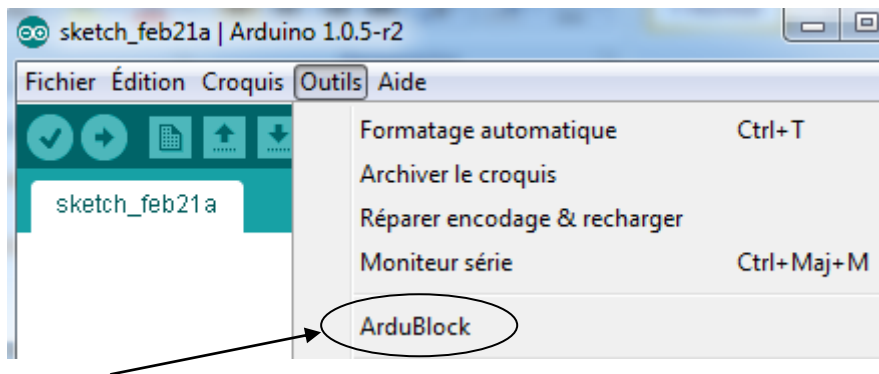 sketch_feb21a | Arduino 1.0.5-r2
Fichier Édition Croquis Outils Aide
Formatage automatique Ctrl+T
Archiver le croquis
sketch_feb21a
Réparer encodage & recharger
Moniteur série Ctrl+Maj+M
ArduBlock